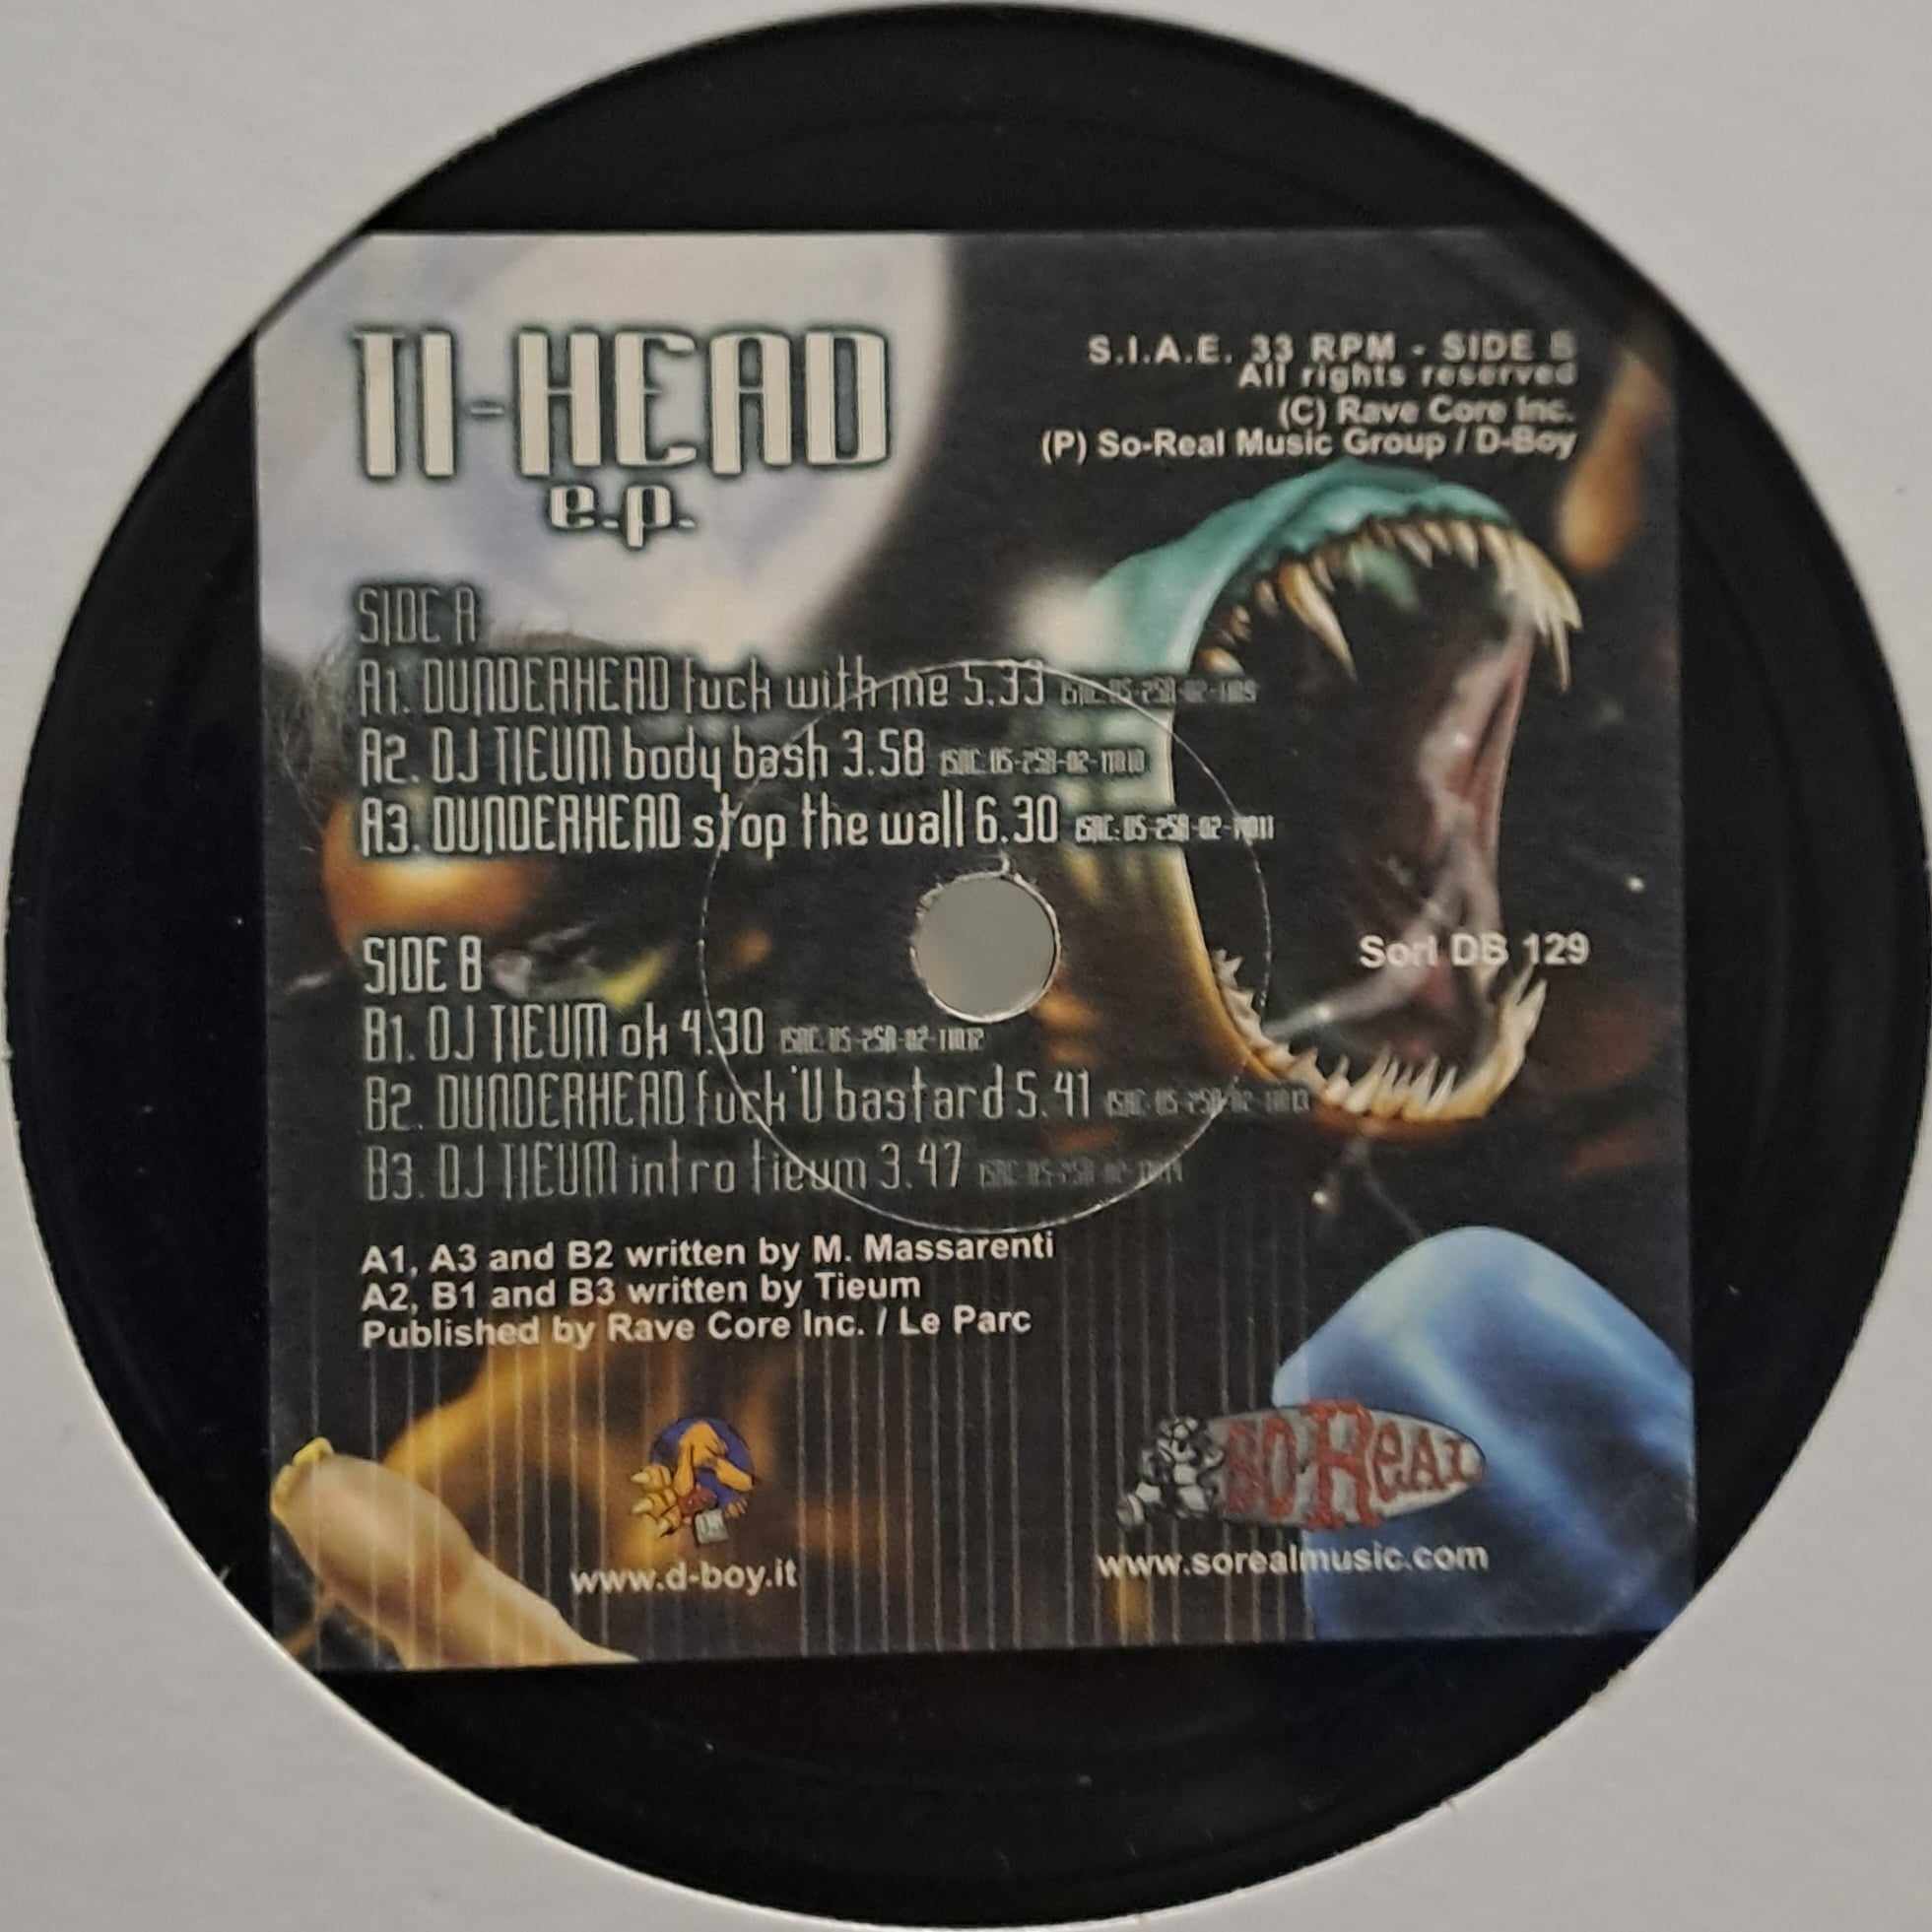 TI-HEAD
e.p.
S.I.A.E. 33 RPM - SIDE B
All rights reserved
(C) Rave Core Inc.
(P) So-Real Music Group / D-Boy
SIDE A
A1. DUNDERHEAD fuck with me 5.33
A2. DJ TIEUM body bash 3.58
A3. DUNDERHEAD stop the wall 6.30
SIDE B
Sorl DB 129
B1. DJ TIEUM ok 4.30
B2. DUNDERHEAD fuck 'U bastard 5.41
B3. DJ TIEUM intro tieum 3.47
A1, A3 and B2 written by M. Massarenti
A2, B1 and B3 written by Tieum
Published by Rave Core Inc. / Le Parc
SO-ReAL
www.d-boy.it
www.sorealmusic.com